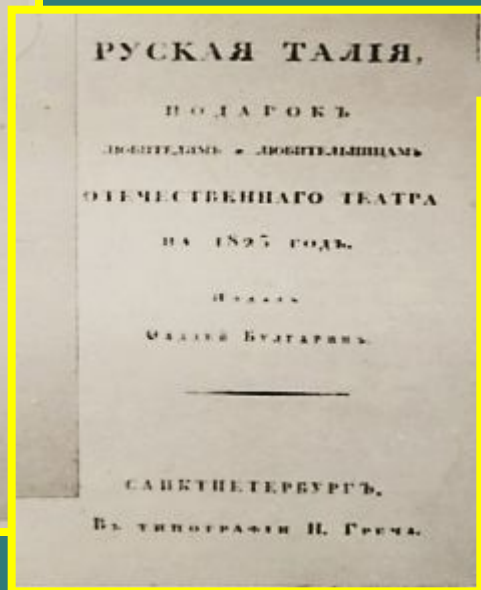 РУСКАЯ ТАЛІЯ,
ПОДАРОКЪ
ЛЮБИТЕЛЯМЪ и ЛЮБИТЕЛЬНИЦАМЪ
ОТЕЧЕСТВЕННАГО ТЕАТРА
НА 1825 ГОДЪ.
Издалъ
Ѳаддей Булгаринъ.
САНКТПЕТЕРБУРГЪ,
Въ типографіи Н. Греча.